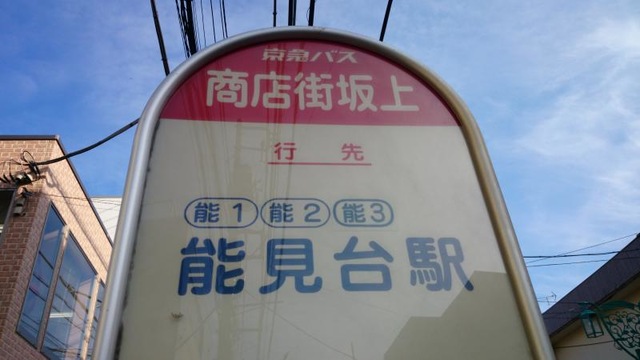 京急バス
商店街坂上
行先
能1 能2 能3
能見台駅